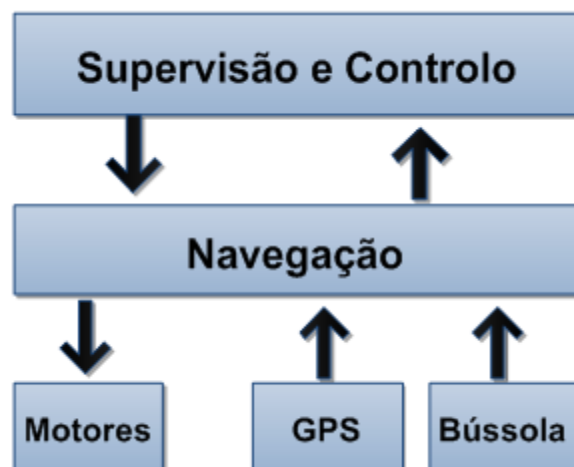 Supervisão e Controlo
Navegação
Motores
GPS
Bússola